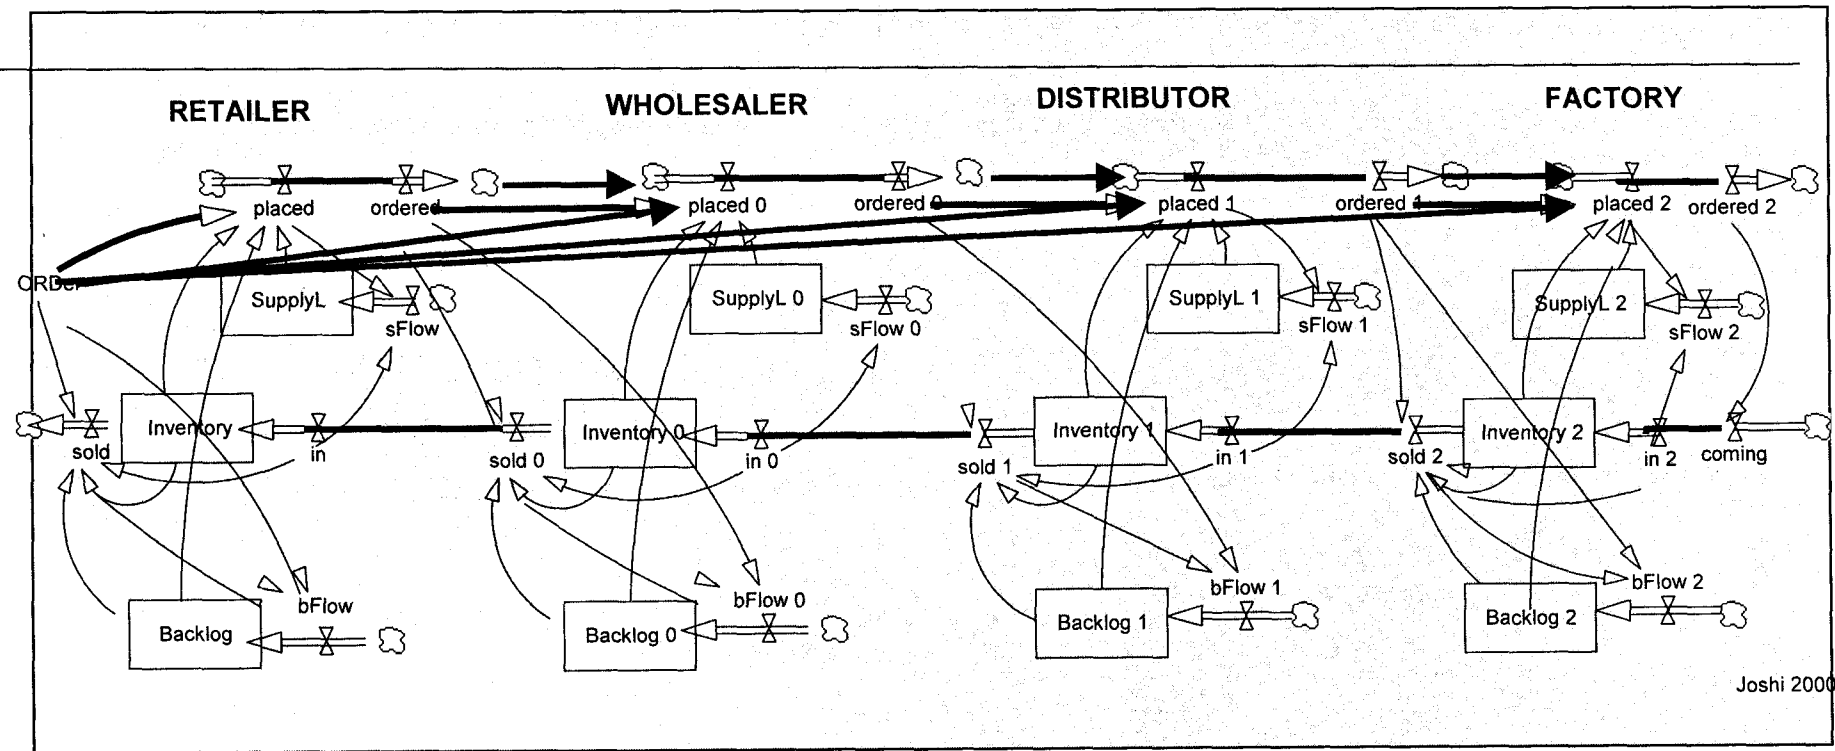 RETAILER
WHOLESALER
DISTRIBUTOR
FACTORY
placed
ordered
placed 0
ordered 0
placed 1
ordered 1
placed 2
ordered 2
ORDer
SupplyL
sFlow
SupplyL 0
sFlow 0
SupplyL 1
sFlow 1
SupplyL 2
sFlow 2
sold
Inventory
in
sold 0
Inventory 0
in 0
sold 1
Inventory 1
in 1
sold 2
Inventory 2
in 2
coming
bFlow
Backlog
bFlow 0
Backlog 0
bFlow 1
Backlog 1
bFlow 2
Backlog 2
Joshi 2000